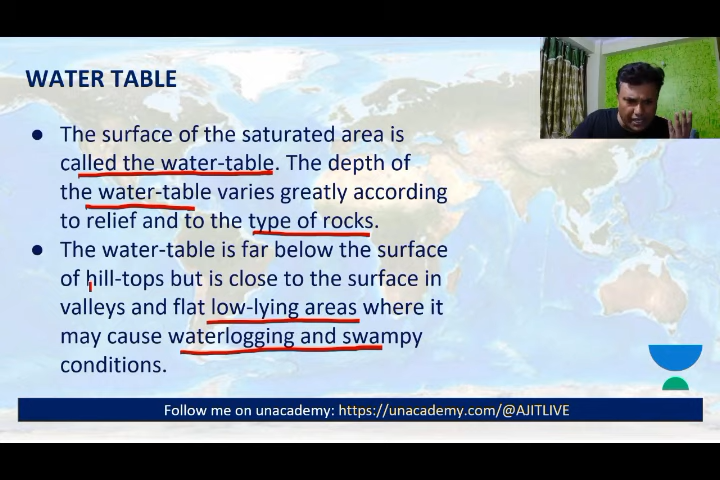 WATER TABLE
● The surface of the saturated area is
called the water-table. The depth of
the water-table varies greatly according
to relief and to the type of rocks.
● The water-table is far below the surface
of hill-tops but is close to the surface in
valleys and flat low-lying areas where it
may cause waterlogging and swampy
conditions.
Follow me on unacademy: https://unacademy.com/@AJITLIVE